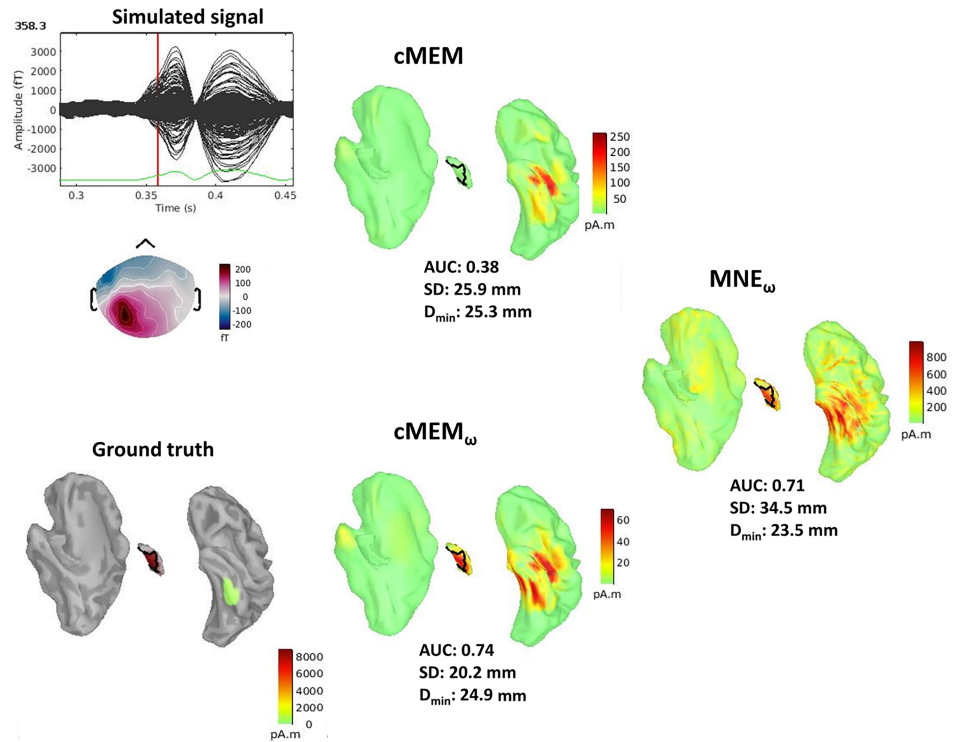 Simulated signal
358.3
3000
2000
1000
0
-1000
-2000
-3000
Amplitude (fT)
0.3
0.35
0.4
0.45
Time (s)
200
100
0
-100
-200
fT
cMEM
250
200
150
100
50
pA.m
AUC: 0.38
SD: 25.9 mm
Dmin: 25.3 mm
MNEω
800
600
400
200
pA.m
AUC: 0.71
SD: 34.5 mm
Dmin: 23.5 mm
Ground truth
8000
6000
4000
2000
0
pA.m
cMEMω
60
40
20
pA.m
AUC: 0.74
SD: 20.2 mm
Dmin: 24.9 mm